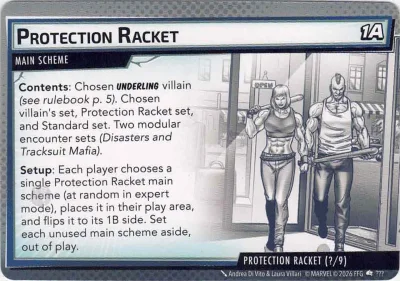 PROTECTION RACKET
1A
MAIN SCHEME
Contents: Chosen UNDERLING villain
(see rulebook p. 5). Chosen
villain's set, Protection Racket set,
and Standard set. Two modular
encounter sets (Disasters and
Tracksuit Mafia).
Setup: Each player chooses a
single Protection Racket main
scheme (at random in expert
mode), places it in their play area,
and flips it to its 1B side. Set
each unused main scheme aside,
out of play.
OPEN
PROTECTION RACKET (?/9)
Andrea Di Vito & Laura Villari © MARVEL © 2026 FFG ???